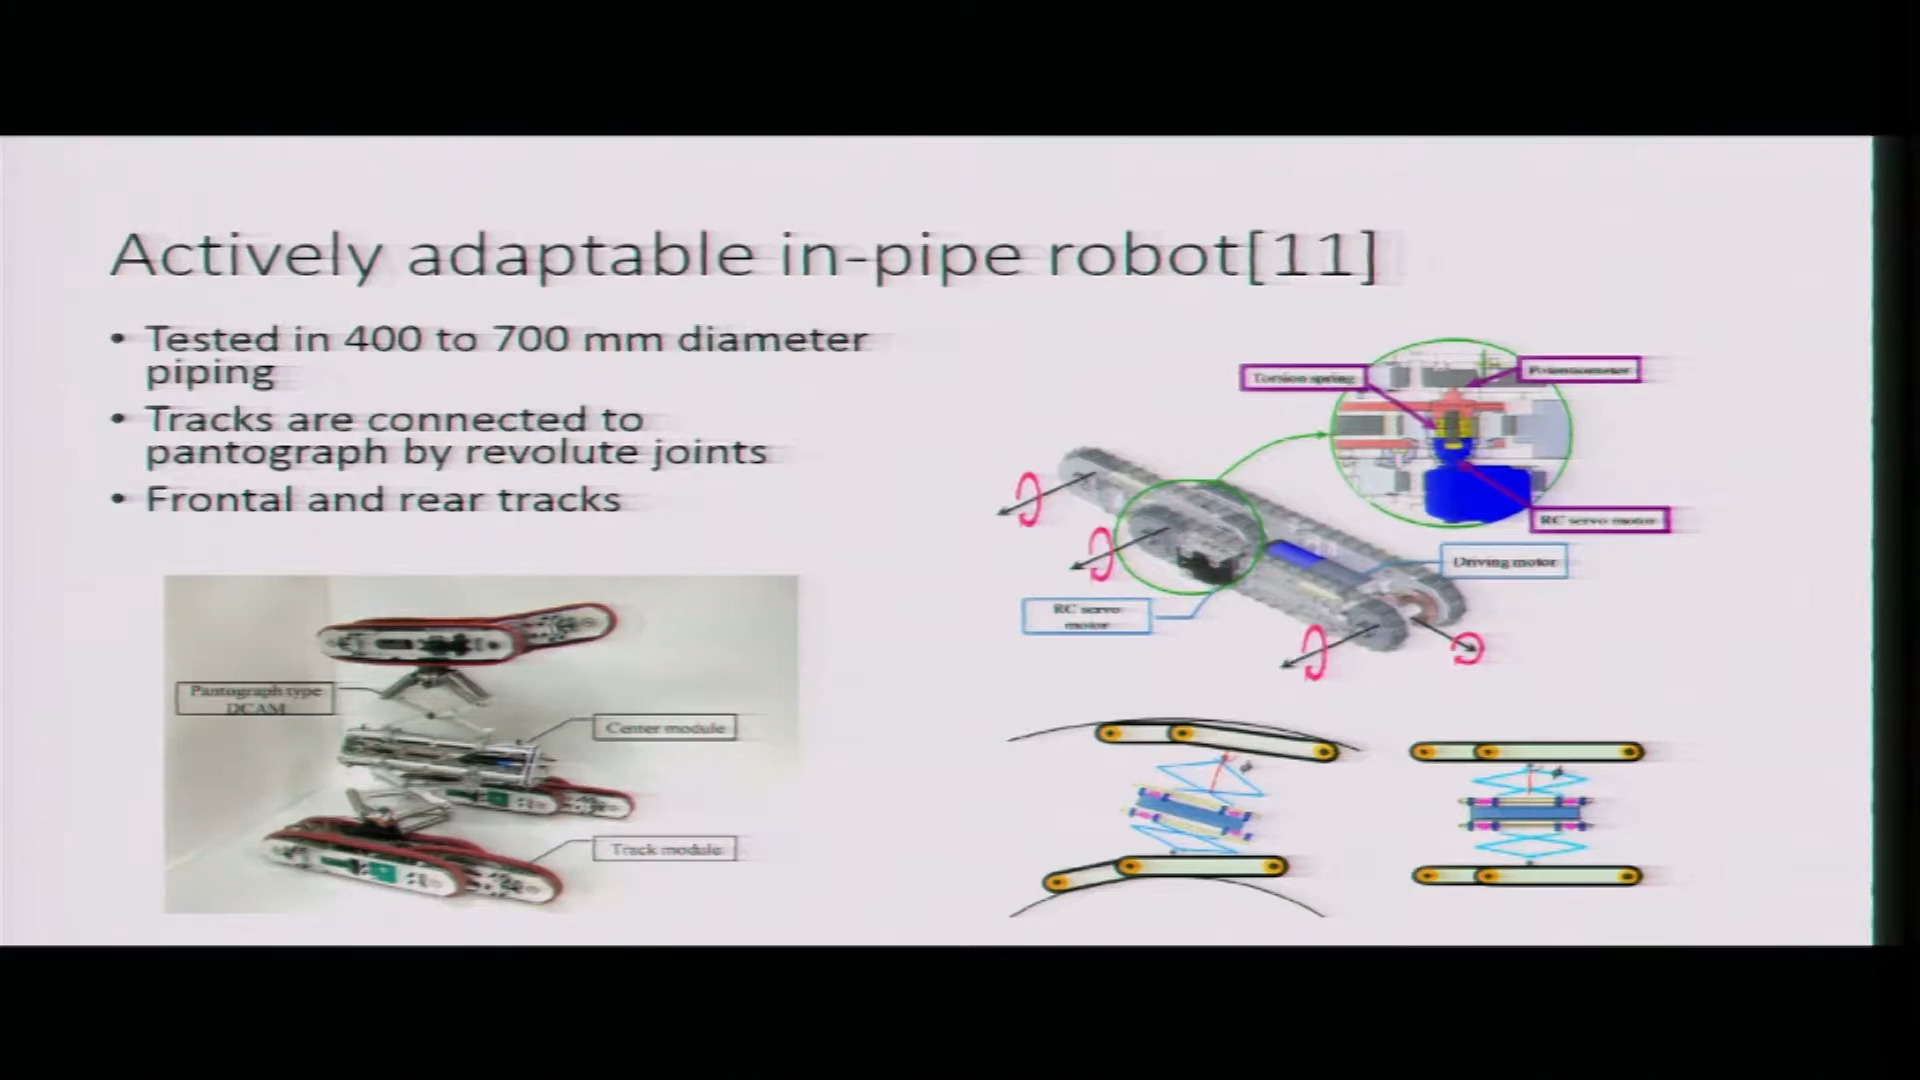 Actively adaptable in-pipe robot[11]
• Tested in 400 to 700 mm diameter
piping
• Tracks are connected to
pantograph by revolute joints
• Frontal and rear tracks
Pantograph type
DCAM
Center module
Track module
Torsion spring
Potentiometer
RC servo motor
Driving motor
RC servo
motor
ϕ
ϕ